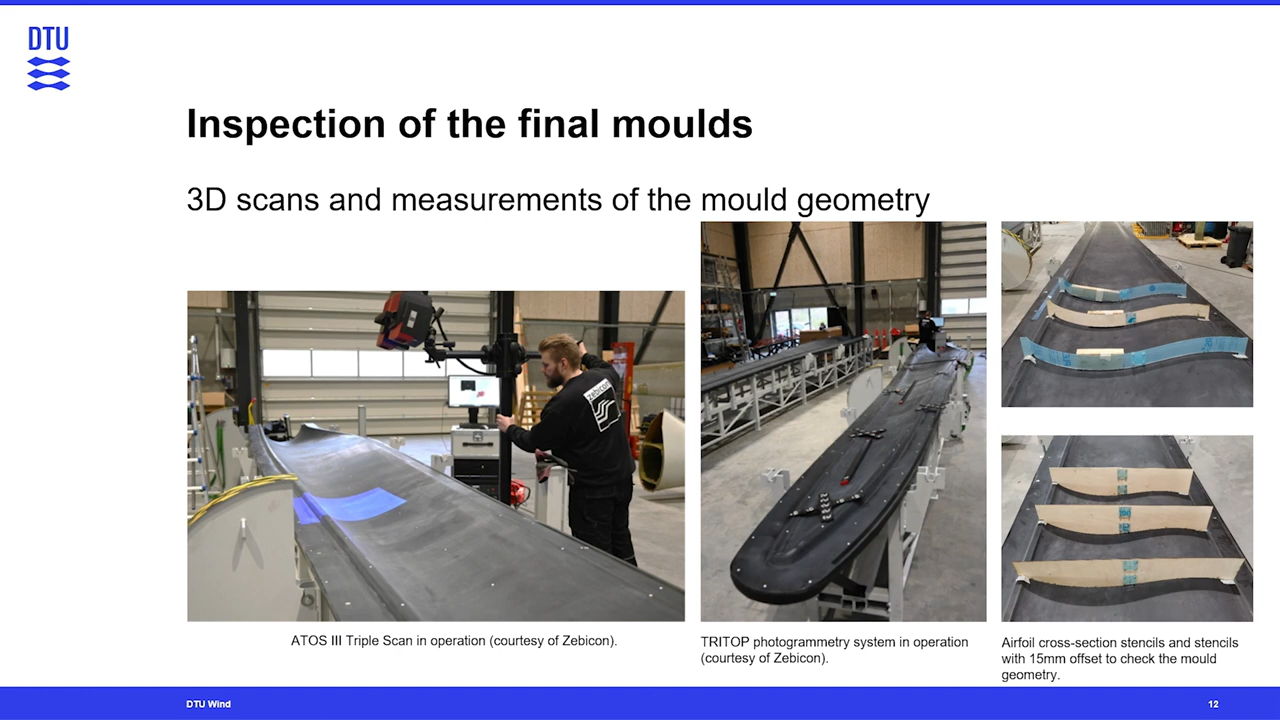 DTU
Inspection of the final moulds
3D scans and measurements of the mould geometry
zebicon
ATOS III Triple Scan in operation (courtesy of Zebicon).
TRITOP photogrammetry system in operation
(courtesy of Zebicon).
Airfoil cross-section stencils and stencils
with 15mm offset to check the mould
geometry.
DTU Wind
12